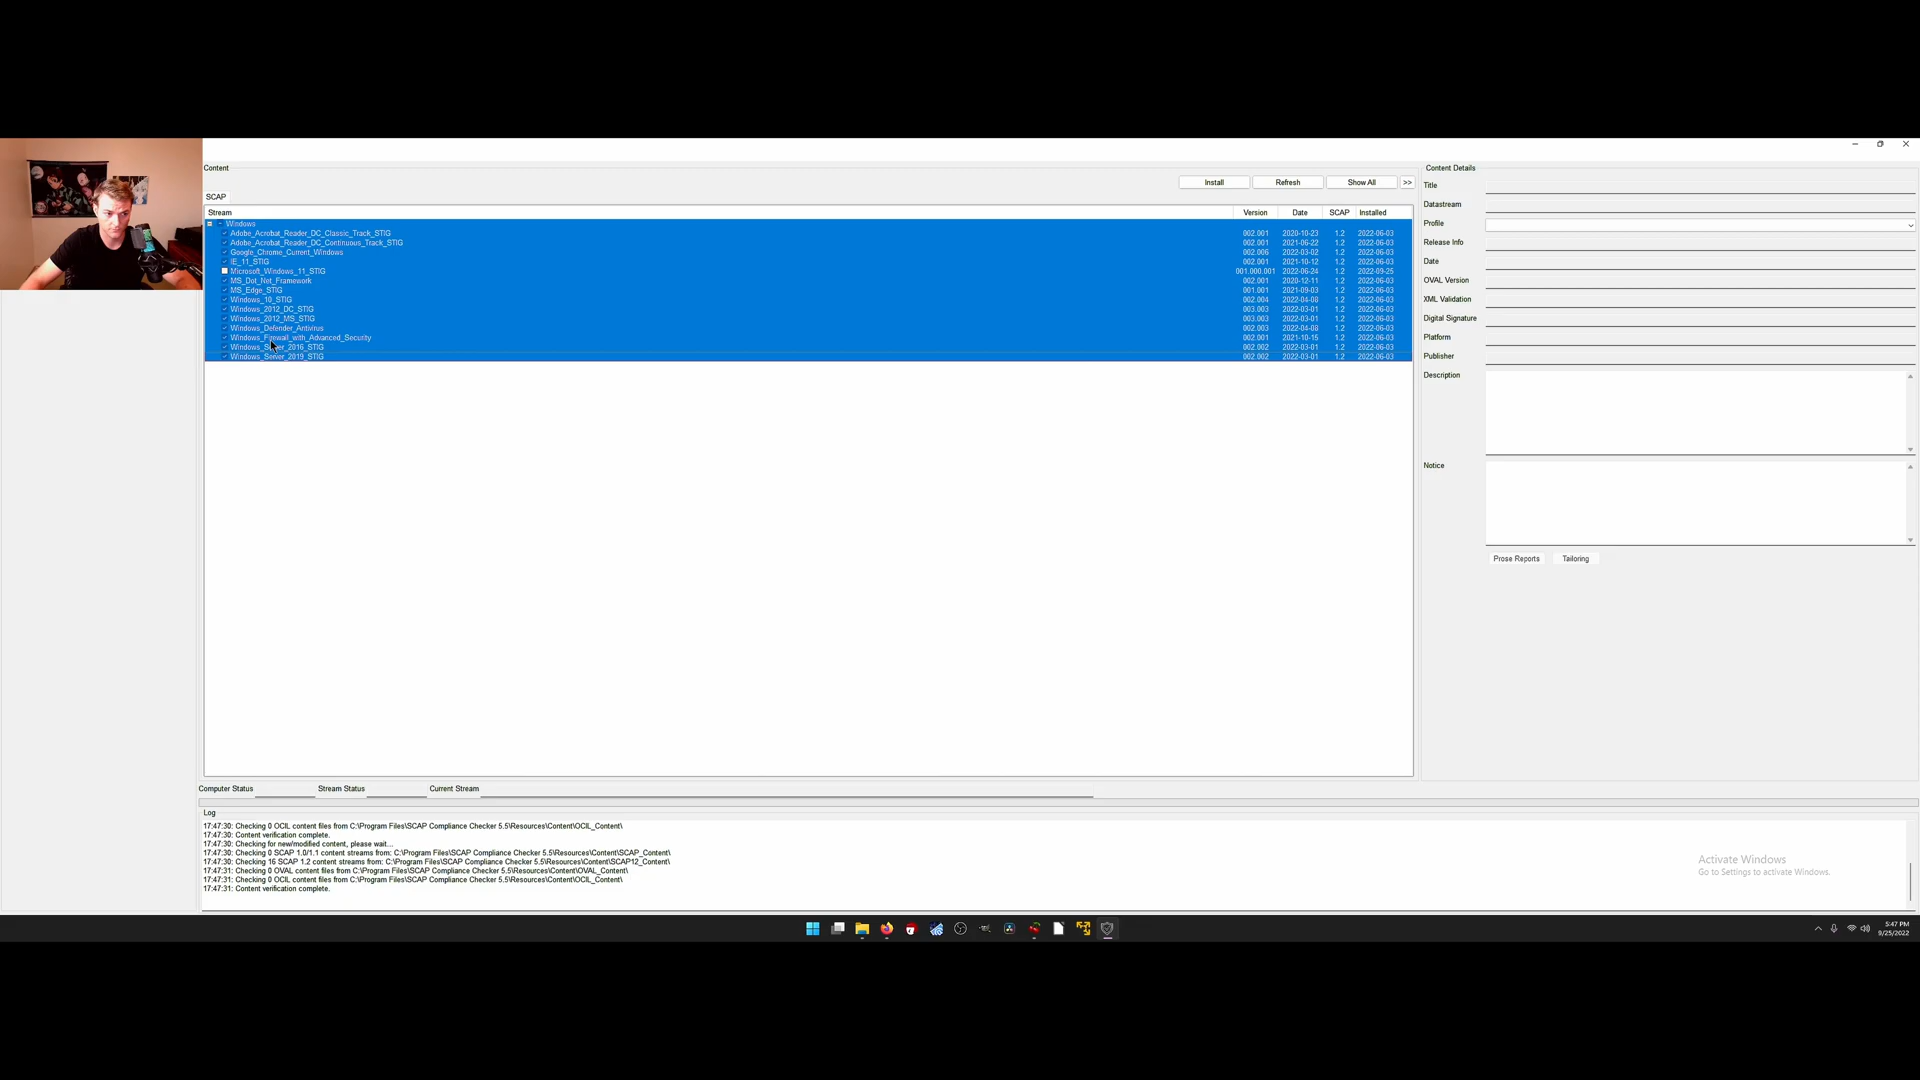 Content
Install Refresh Show All >>
SCAP
Stream Version Date SCAP Installed
Windows
Adobe_Acrobat_Reader_DC_Classic_Track_STIG 002.001 2020-10-23 1.2 2022-06-03
Adobe_Acrobat_Reader_DC_Continuous_Track_STIG 002.001 2021-06-22 1.2 2022-06-03
Google_Chrome_Current_Windows 002.006 2022-03-02 1.2 2022-06-03
IE_11_STIG 002.001 2021-10-12 1.2 2022-06-03
Microsoft_Windows_11_STIG 001.000.001 2022-06-24 1.2 2022-09-25
MS_Dot_Net_Framework 002.001 2020-12-11 1.2 2022-06-03
MS_Edge_STIG 001.001 2021-09-03 1.2 2022-06-03
Windows_10_STIG 002.004 2022-04-08 1.2 2022-06-03
Windows_2012_DC_STIG 003.003 2022-03-01 1.2 2022-06-03
Windows_2012_MS_STIG 003.003 2022-03-01 1.2 2022-06-03
Windows_Defender_Antivirus 002.003 2022-04-08 1.2 2022-06-03
Windows_Firewall_with_Advanced_Security 002.001 2021-10-15 1.2 2022-06-03
Windows_Server_2016_STIG 002.002 2022-03-01 1.2 2022-06-03
Windows_Server_2019_STIG 002.002 2022-03-01 1.2 2022-06-03
Content Details
Title
Datastream
Profile
Release Info
Date
OVAL Version
XML Validation
Digital Signature
Platform
Publisher
Description
Notice
Prose Reports Tailoring
Computer Status Stream Status Current Stream
Log
17:47:30: Checking 0 OCIL content files from C:\Program Files\SCAP Compliance Checker 5.5\Resources\Content\OCIL_Content\
17:47:30: Content verification complete.
17:47:30: Checking for new/modified content, please wait...
17:47:30: Checking 0 SCAP 1.0/1.1 content streams from: C:\Program Files\SCAP Compliance Checker 5.5\Resources\Content\SCAP_Content\
17:47:30: Checking 16 SCAP 1.2 content streams from: C:\Program Files\SCAP Compliance Checker 5.5\Resources\Content\SCAP12_Content\
17:47:31: Checking 0 OVAL content files from C:\Program Files\SCAP Compliance Checker 5.5\Resources\Content\OVAL_Content\
17:47:31: Checking 0 OCIL content files from C:\Program Files\SCAP Compliance Checker 5.5\Resources\Content\OCIL_Content\
17:47:31: Content verification complete.
Activate Windows
Go to Settings to activate Windows.
5:47 PM
9/25/2022